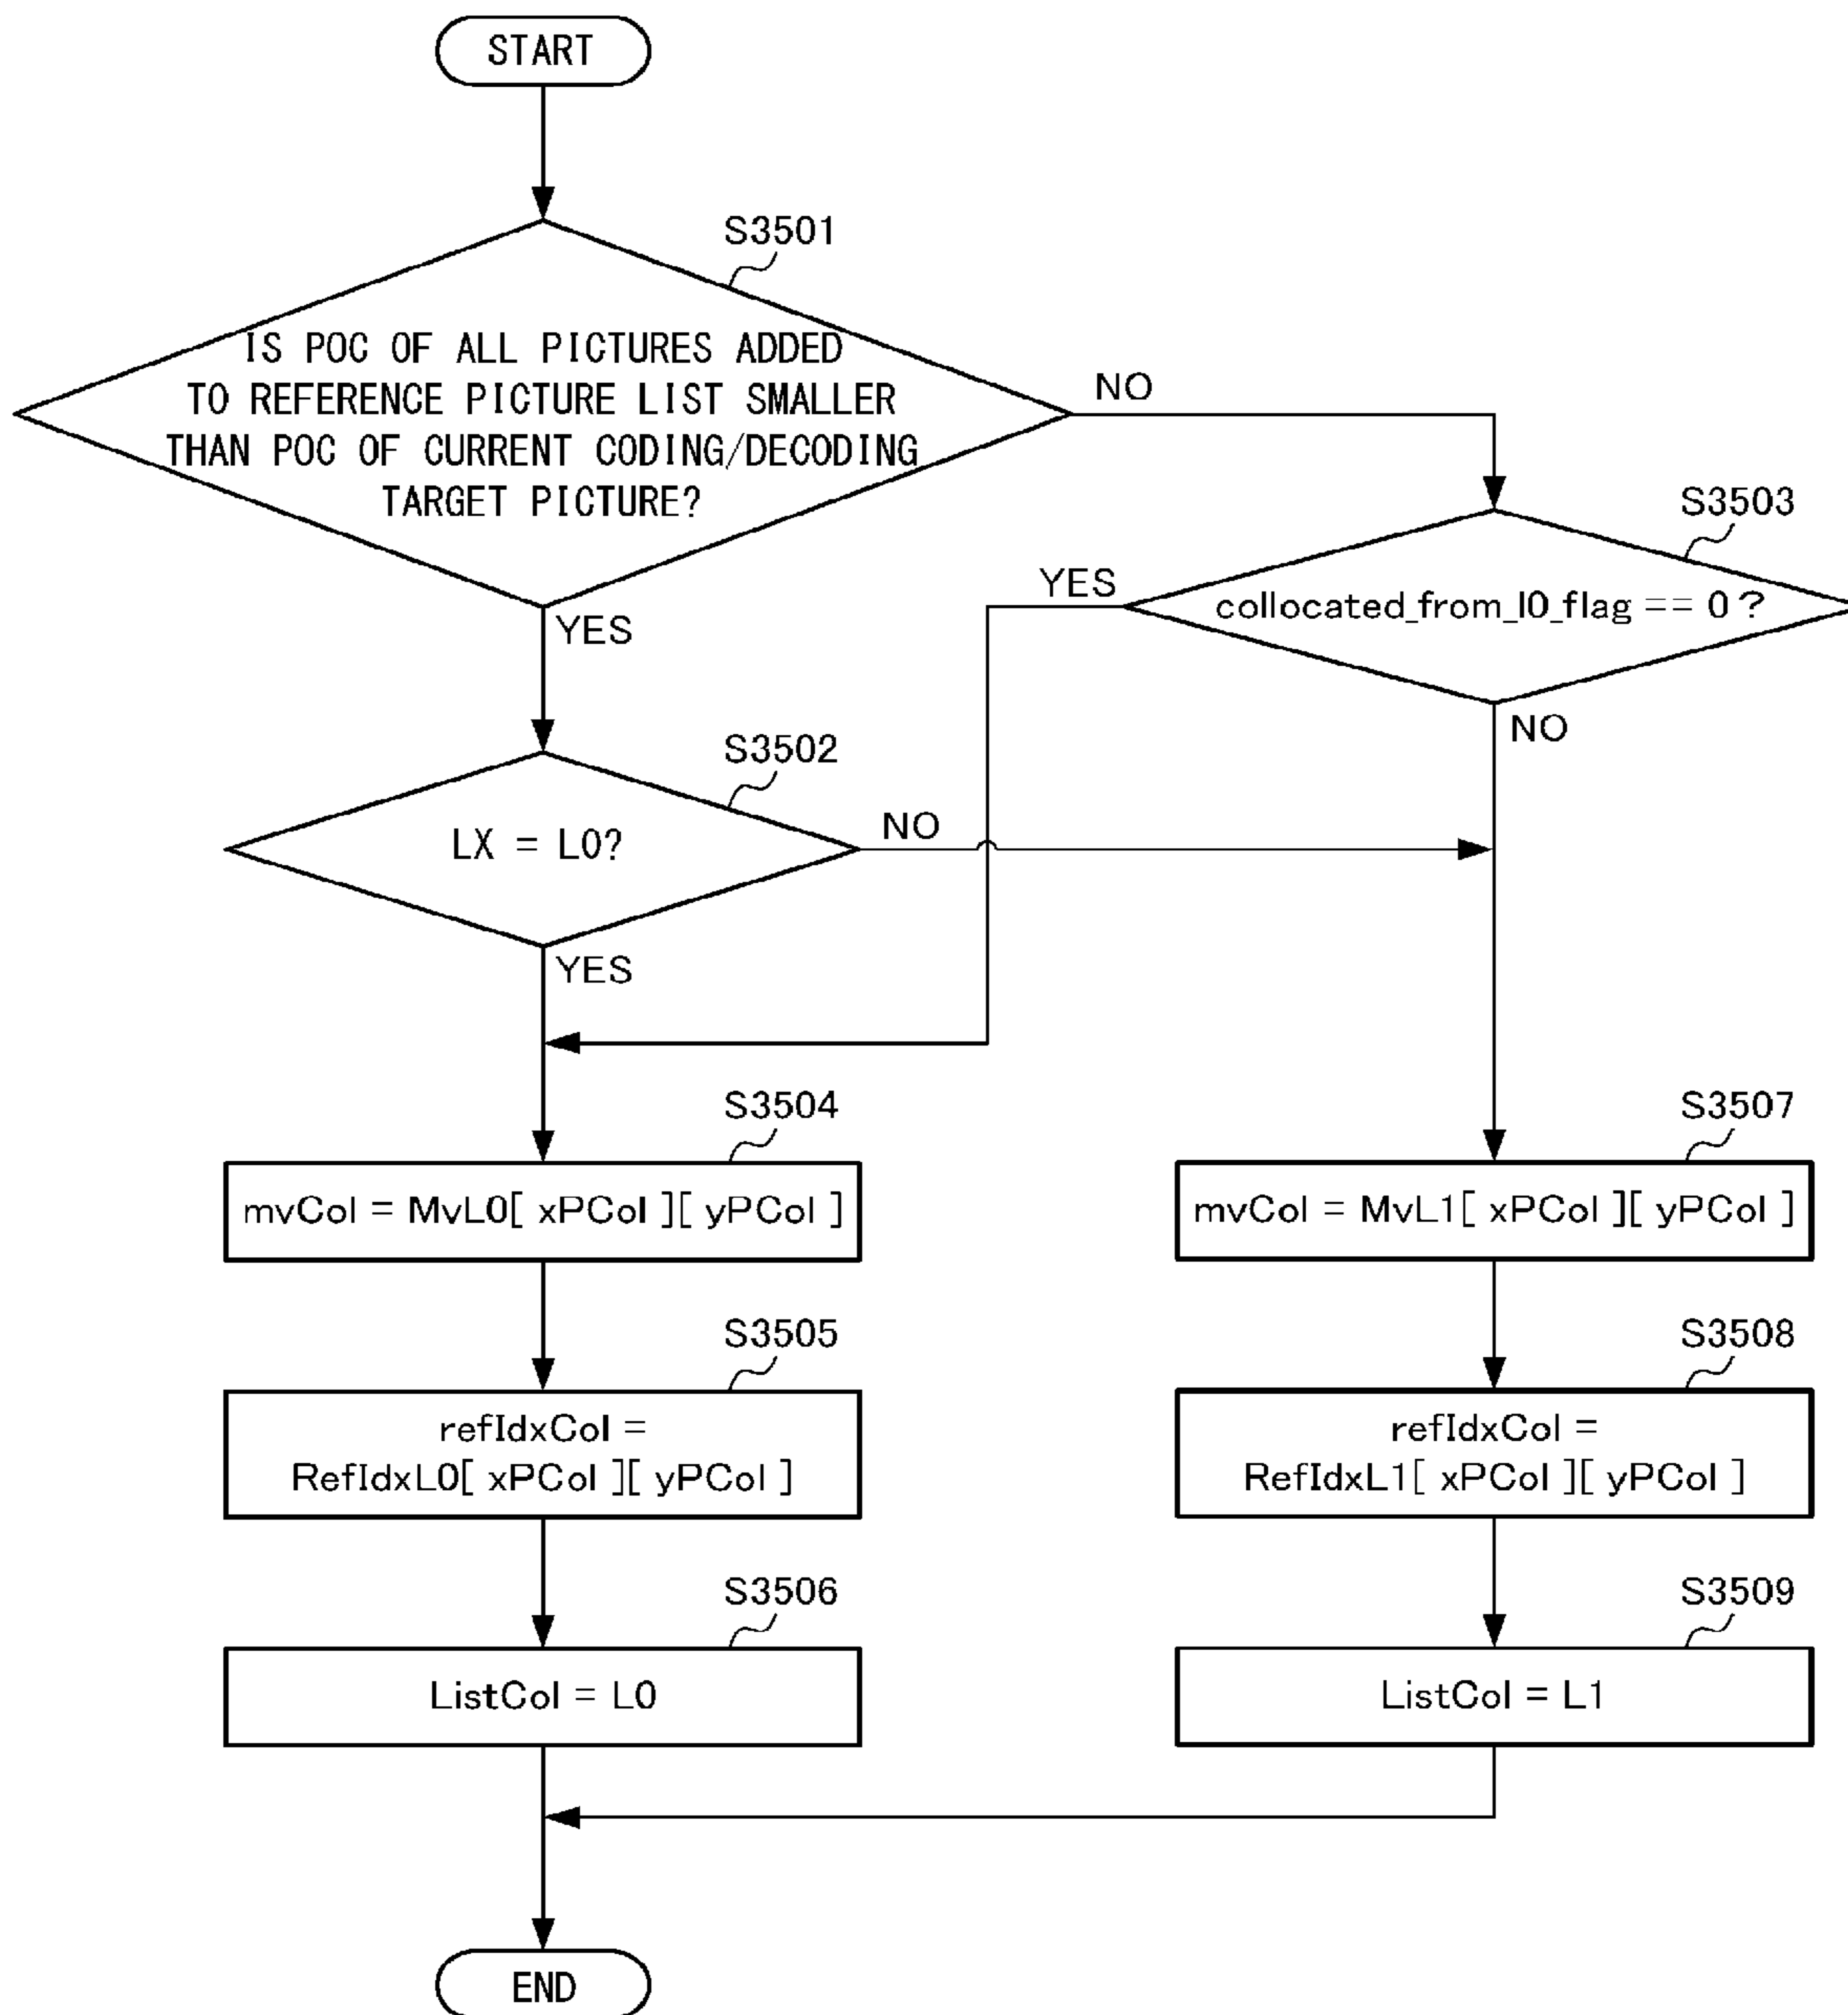 START
S3501
IS POC OF ALL PICTURES ADDED
TO REFERENCE PICTURE LIST SMALLER
THAN POC OF CURRENT CODING/DECODING
TARGET PICTURE?
NO
YES
S3503
collocated_from_l0_flag == 0 ?
YES
NO
S3502
LX = L0?
NO
YES
S3504
mvCol = MvL0[ xPCol ][ yPCol ]
S3507
mvCol = MvL1[ xPCol ][ yPCol ]
S3505
refIdxCol =
RefIdxL0[ xPCol ][ yPCol ]
S3508
refIdxCol =
RefIdxL1[ xPCol ][ yPCol ]
S3506
ListCol = L0
S3509
ListCol = L1
END